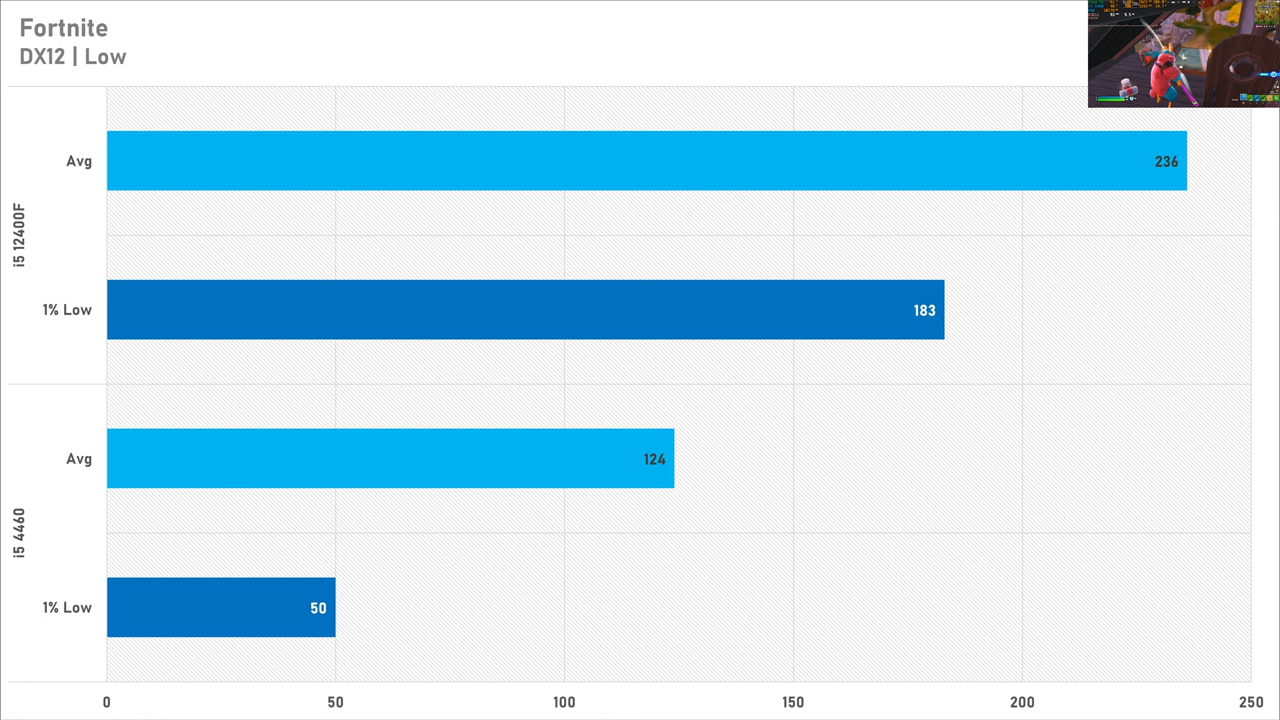 Fortnite
DX12 | Low
i5 12400F
Avg
236
1% Low
183
i5 4460
Avg
124
1% Low
50
0 50 100 150 200 250